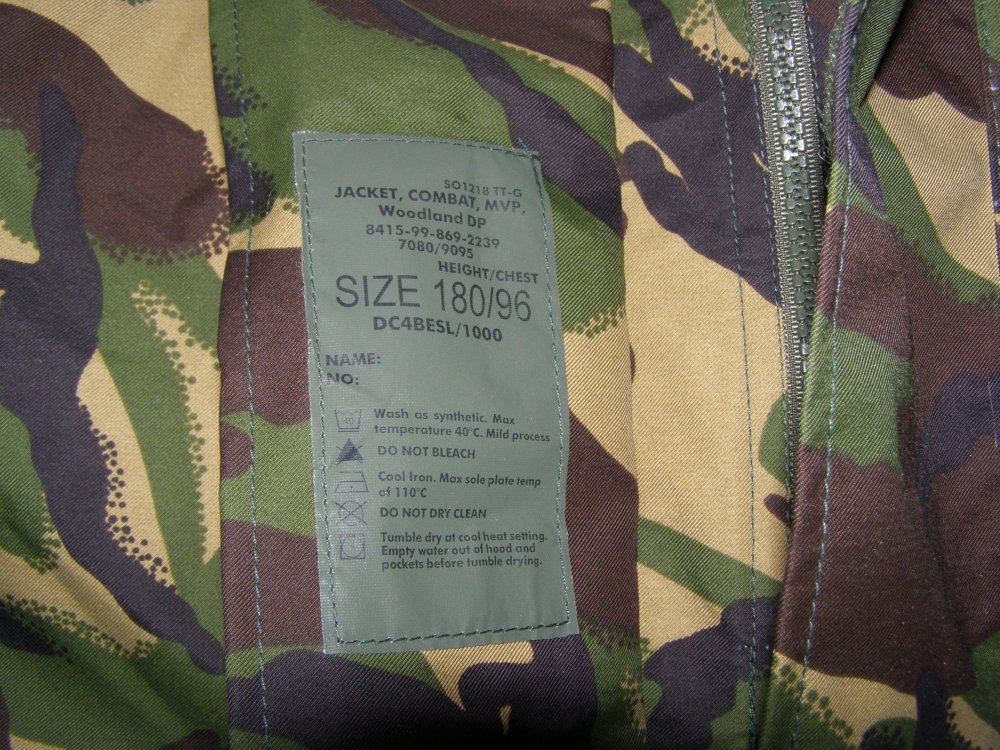 SO1218 TT-G
JACKET, COMBAT, MVP,
Woodland DP
8415-99-869-2239
7080/9095
HEIGHT/CHEST
SIZE 180/96
DC4BESL/1000
NAME:
NO:
40
Wash as synthetic. Max
temperature 40°C. Mild process
DO NOT BLEACH
Cool Iron. Max sole plate temp
of 110°C
DO NOT DRY CLEAN
Tumble dry at cool heat setting.
Empty water out of hood and
pockets before tumble drying.